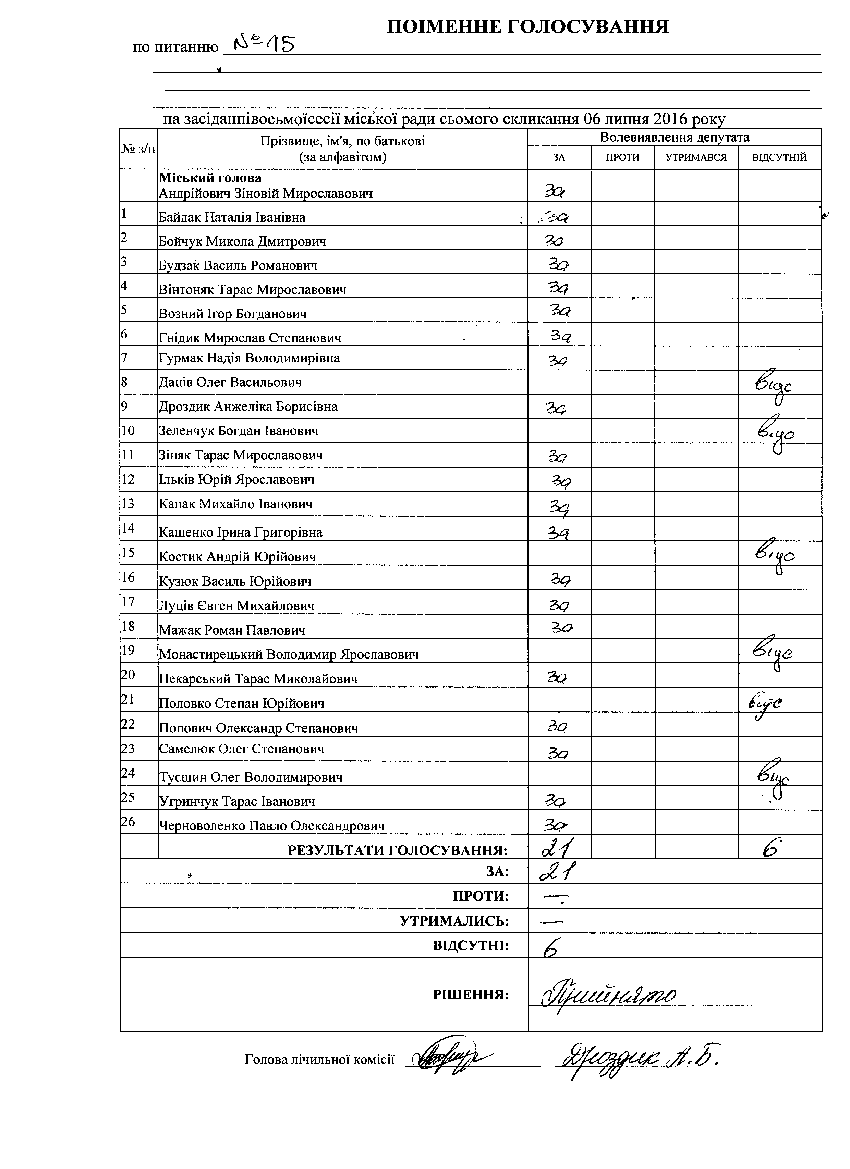 ПОІМЕННЕ ГОЛОСУВАННЯ
по питанню №15
на засіданнівосьмоїсесії міської ради сьомого скликання 06 липня 2016 року
№ з/п Прізвище, ім'я, по батькові (за алфавітом) Волевиявлення депутата
ЗА ПРОТИ УТРИМАВСЯ ВІДСУТНІЙ
Міський голова
Андрійович Зіновій Мирославович за
1 Байдак Наталія Іванівна за
2 Бойчук Микола Дмитрович за
3 Будзак Василь Романович за
4 Вінтоняк Тарас Мирославович за
5 Возний Ігор Богданович за
6 Гнідик Мирослав Степанович за
7 Гурмак Надія Володимирівна за
8 Даців Олег Васильович відс
9 Дроздик Анжеліка Борисівна за
10 Зеленчук Богдан Іванович відс
11 Зіняк Тарас Мирославович за
12 Ільків Юрій Ярославович за
13 Капак Михайло Іванович за
14 Кащенко Ірина Григорівна за
15 Костик Андрій Юрійович відс
16 Кузюк Василь Юрійович за
17 Луців Євген Михайлович за
18 Мажак Роман Павлович за
19 Монастирецький Володимир Ярославович відс
20 Пекарський Тарас Миколайович за
21 Половко Степан Юрійович відс
22 Попович Олександр Степанович за
23 Самелюк Олег Степанович за
24 Тусшин Олег Володимирович відс
25 Угринчук Тарас Іванович за
26 Черноволенко Павло Олександрович за
РЕЗУЛЬТАТИ ГОЛОСУВАННЯ: 21 6
ЗА: 21
ПРОТИ: —
УТРИМАЛИСЬ: —
ВІДСУТНІ: 6
РІШЕННЯ: Прийнято
Голова лічильної комісії Дроздик А.Б.